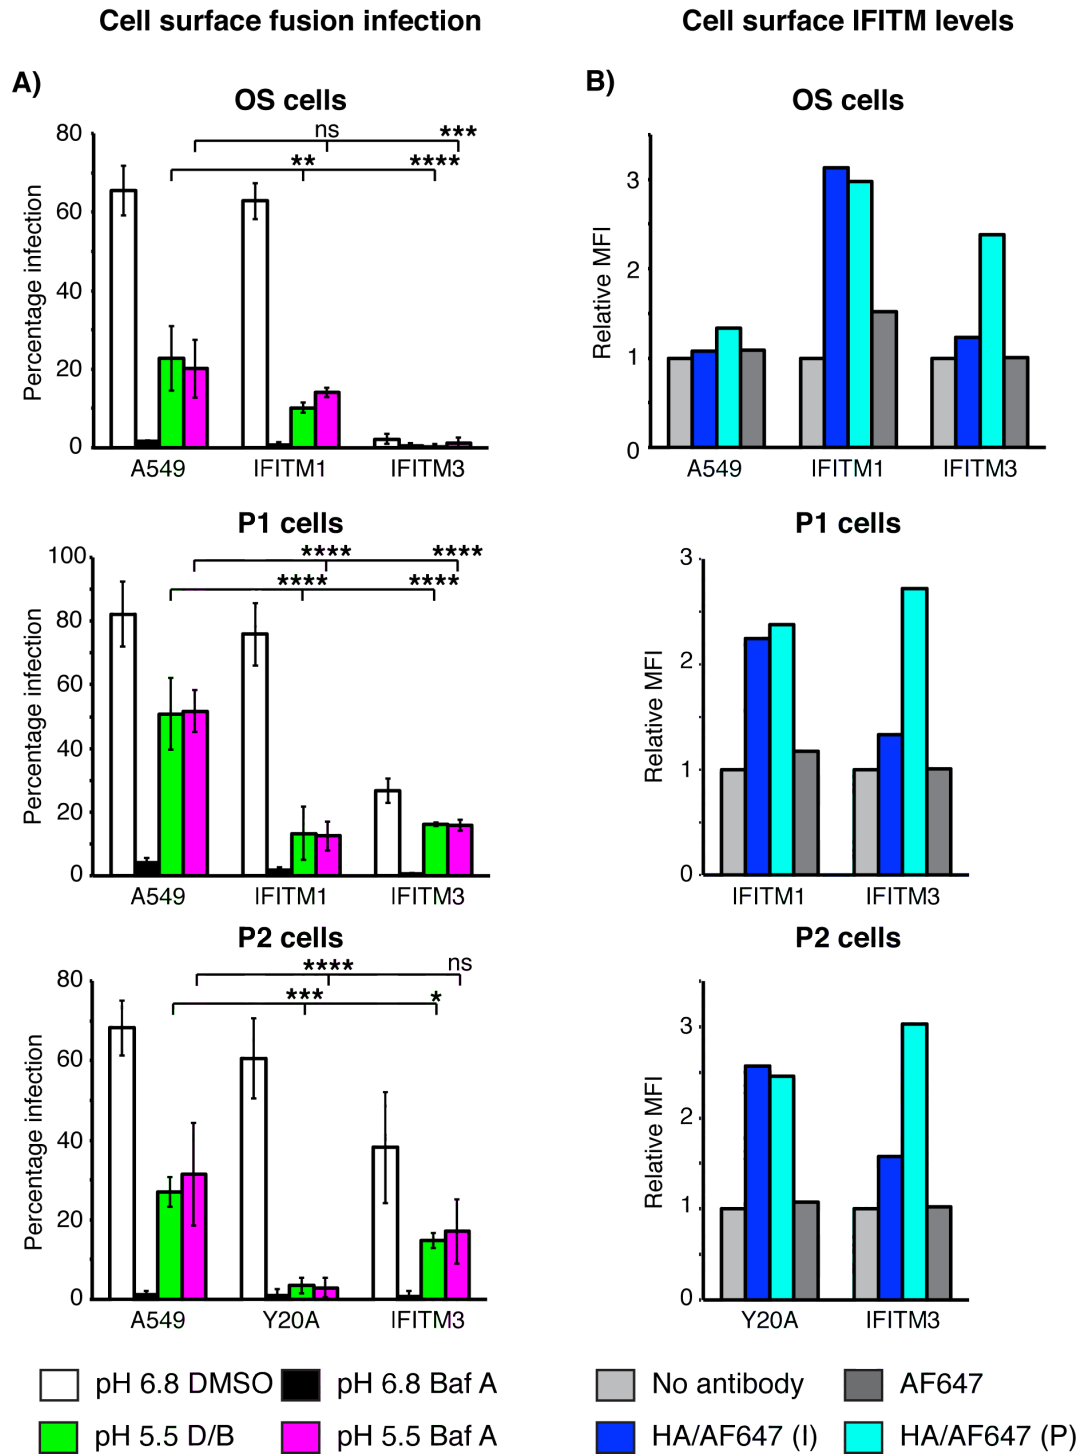 Cell surface fusion infection
Cell surface IFITM levels
A)
OS cells
Percentage infection
80
60
40
20
0
ns
***
**
****
A549
IFITM1
IFITM3
B)
OS cells
Relative MFI
3
2
1
0
A549
IFITM1
IFITM3
P1 cells
Percentage infection
100
80
60
40
20
0
****
****
****
****
A549
IFITM1
IFITM3
P1 cells
Relative MFI
3
2
1
0
IFITM1
IFITM3
P2 cells
Percentage infection
80
60
40
20
0
****
ns
***
*
A549
Y20A
IFITM3
P2 cells
Relative MFI
3
2
1
0
Y20A
IFITM3
pH 6.8 DMSO
pH 6.8 Baf A
pH 5.5 D/B
pH 5.5 Baf A
No antibody
AF647
HA/AF647 (I)
HA/AF647 (P)